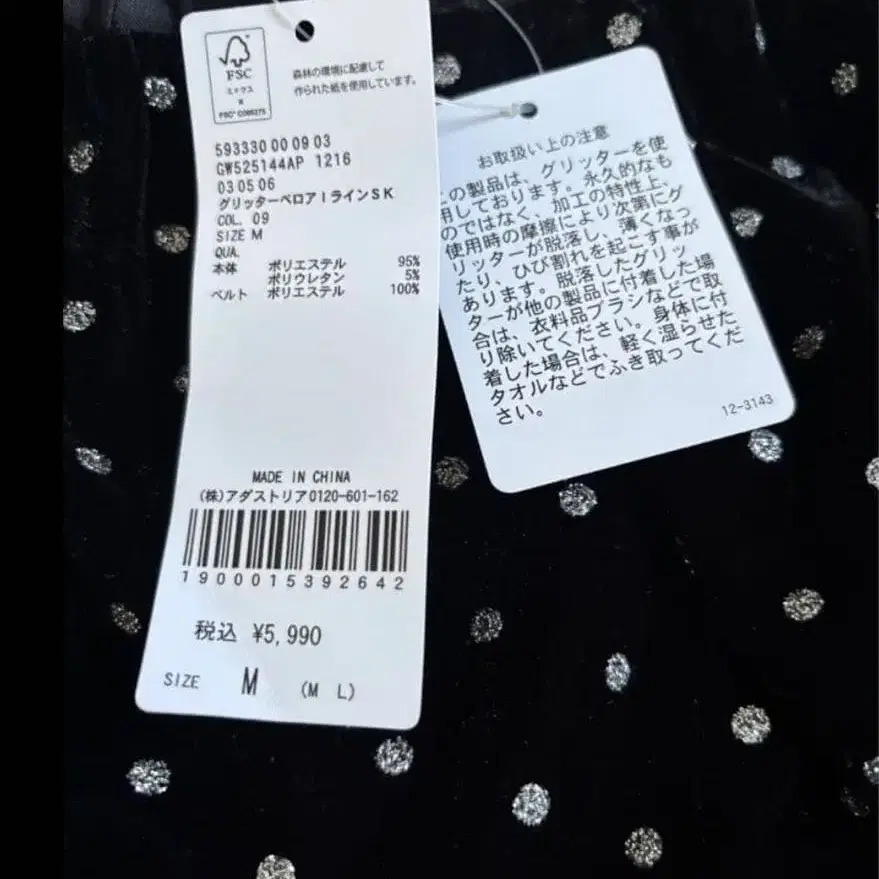 FSC
ミックス
森林の環境に配慮して
作られた紙を使用しています。
593330 00 09 03
GW525144AP 1216
03 05 06
グリッターベロアIラインSK
COL. 09
SIZE M
QUA.
本体 ポリエステル 95%
ポリウレタン 5%
ベルト ポリエステル 100%
MADE IN CHINA
(株)アダストリア0120-601-162
1900015392642
税込 ¥5,990
SIZE M (M L)
お取扱い上の注意
この製品は、グリッターを使
用しております。永久的なも
のではなく、加工の特性上、
使用時の摩擦により次第にグ
リッターが脱落し、薄くなっ
たり、ひび割れを起こす事が
あります。脱落したグリッ
ターが他の製品に付着した場
合は、衣料品ブラシなどで取
り除いてください。身体に付
着した場合は、軽く湿らせた
タオルなどでふき取ってくだ
さい。
12-3143